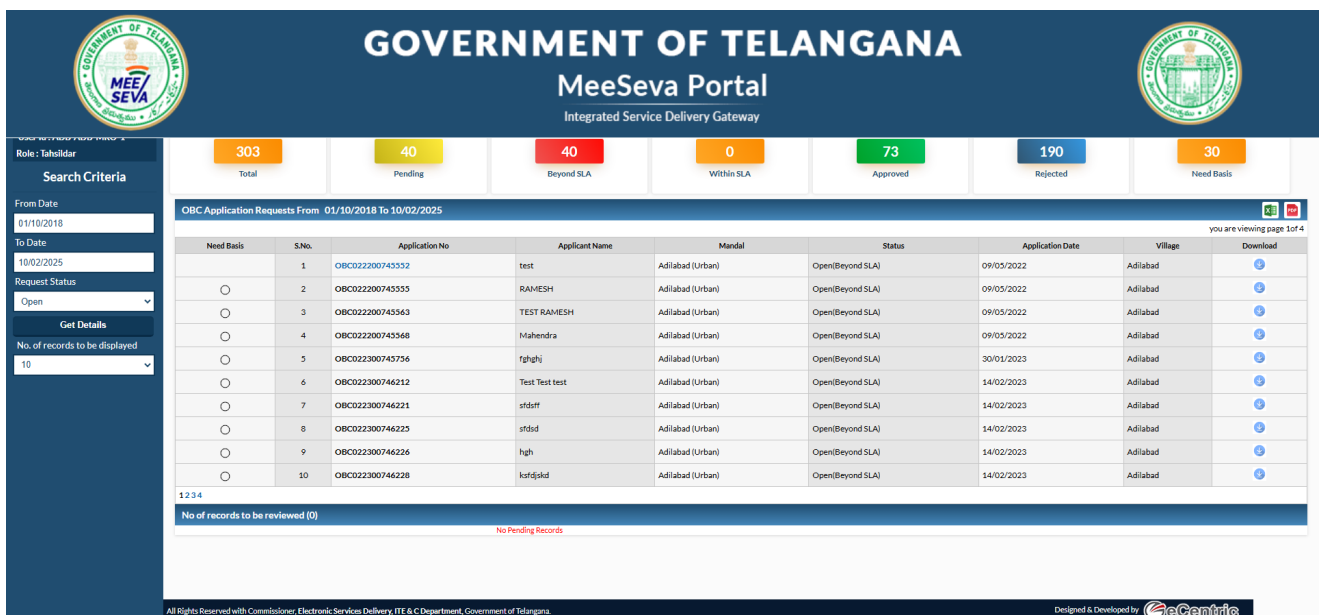 GOVERNMENT OF TELANGANA
MeeSeva Portal
Integrated Service Delivery Gateway
GOVERNMENT OF TELANGANA
MEE/
SEVA
Role : Tahsildar
Search Criteria
From Date
01/10/2018
To Date
10/02/2025
Request Status
Open
Get Details
No. of records to be displayed
10
303 40 40 0 73 190 30
Total Pending Beyond SLA Within SLA Approved Rejected Need Basis
OBC Application Requests From 01/10/2018 To 10/02/2025
PDF
you are viewing page 1of 4
Need Basis S.No. Application No Applicant Name Mandal Status Application Date Village Download
1 OBC022200745552 test Adilabad (Urban) Open(Beyond SLA) 09/05/2022 Adilabad
2 OBC022200745555 RAMESH Adilabad (Urban) Open(Beyond SLA) 09/05/2022 Adilabad
3 OBC022200745563 TEST RAMESH Adilabad (Urban) Open(Beyond SLA) 09/05/2022 Adilabad
4 OBC022200745568 Mahendra Adilabad (Urban) Open(Beyond SLA) 09/05/2022 Adilabad
5 OBC022300745756 fghghj Adilabad (Urban) Open(Beyond SLA) 30/01/2023 Adilabad
6 OBC022300746212 Test Test test Adilabad (Urban) Open(Beyond SLA) 14/02/2023 Adilabad
7 OBC022300746221 sfdsff Adilabad (Urban) Open(Beyond SLA) 14/02/2023 Adilabad
8 OBC022300746225 sfdsd Adilabad (Urban) Open(Beyond SLA) 14/02/2023 Adilabad
9 OBC022300746226 hgh Adilabad (Urban) Open(Beyond SLA) 14/02/2023 Adilabad
10 OBC022300746228 ksfdjskd Adilabad (Urban) Open(Beyond SLA) 14/02/2023 Adilabad
1 2 3 4
No of records to be reviewed (0)
No Pending Records
All Rights Reserved with Commissioner, Electronic Services Delivery, ITE & C Department, Government of Telangana.
Designed & Developed by eCentric